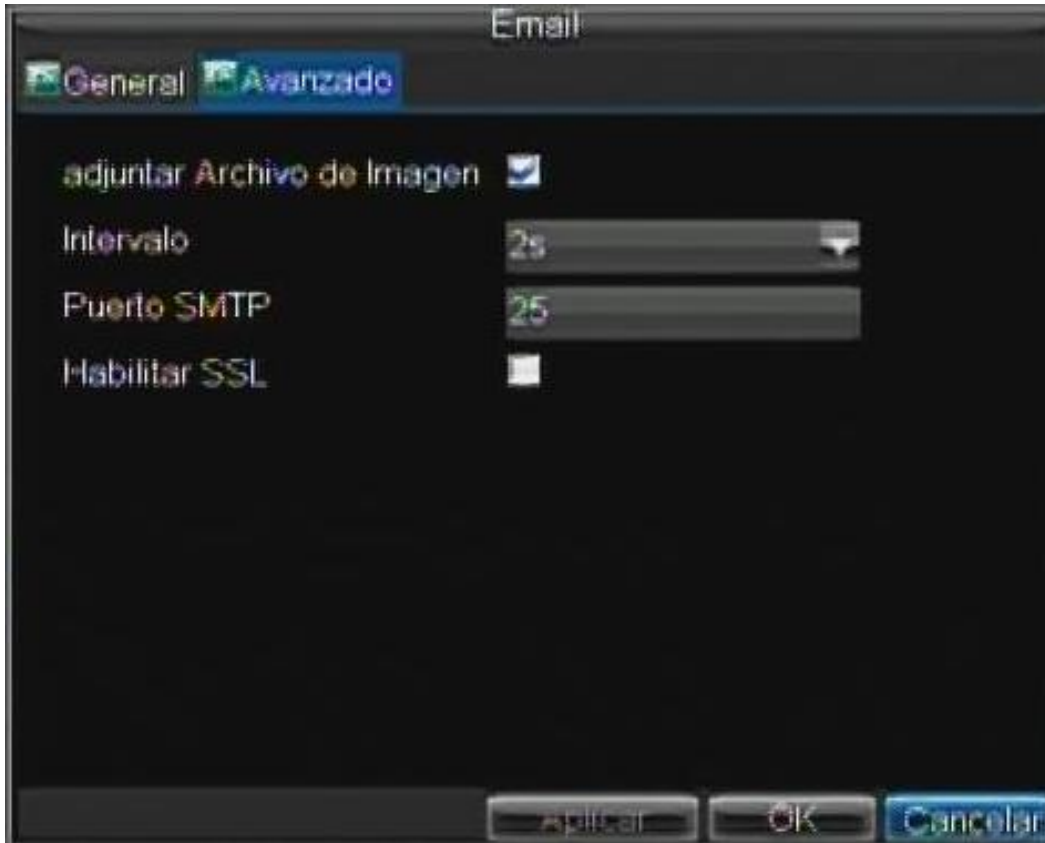 Email
General Avanzado
adjuntar Archivo de Imagen
Intervalo 2s
Puerto SMTP 25
Habilitar SSL
Aplicar OK Cancelar